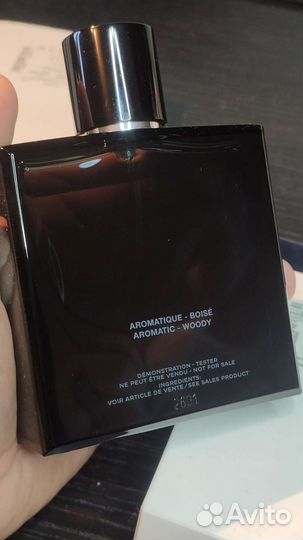 AROMATIQUE - BOISÉ
AROMATIC - WOODY
DÉMONSTRATION - TESTER
NE PEUT ÊTRE VENDU - NOT FOR SALE
INGREDIENTS:
VOIR ARTICLE DE VENTE/SEE SALES PRODUCT
2601
Avito